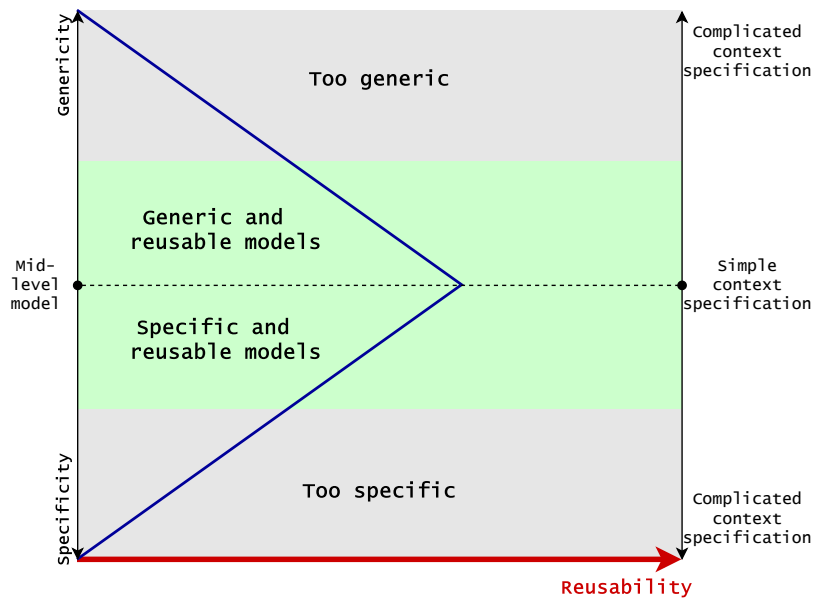 Genericity
Complicated
context
specification
Too generic
Generic and
reusable models
Mid-
level
model
Simple
context
specification
Specific and
reusable models
Specificity
Too specific
Complicated
context
specification
Reusability